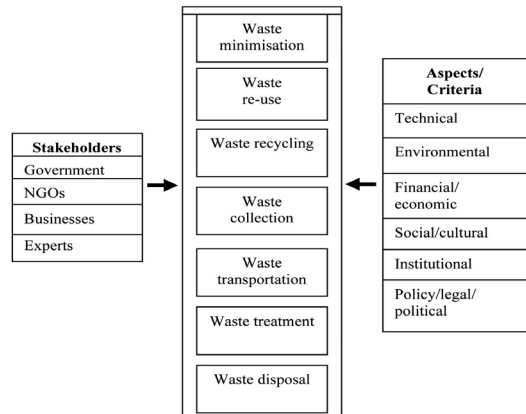 Stakeholders
Government
NGOs
Businesses
Experts
Waste
minimisation
Waste
re-use
Waste recycling
Waste
collection
Waste
transportation
Waste treatment
Waste disposal
Aspects/
Criteria
Technical
Environmental
Financial/
economic
Social/cultural
Institutional
Policy/legal/
political